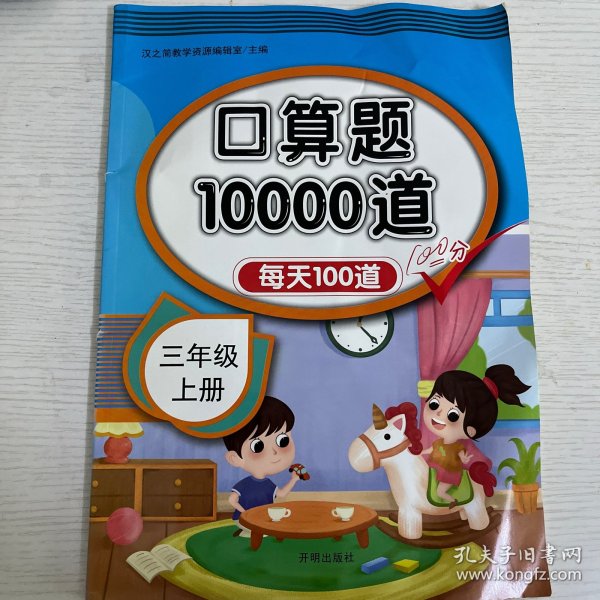 汉之简教学资源编辑室/主编
口算题
10000道
每天100道
100分
三年级
上册
开明出版社
孔夫子旧书网
www.kongfz.com